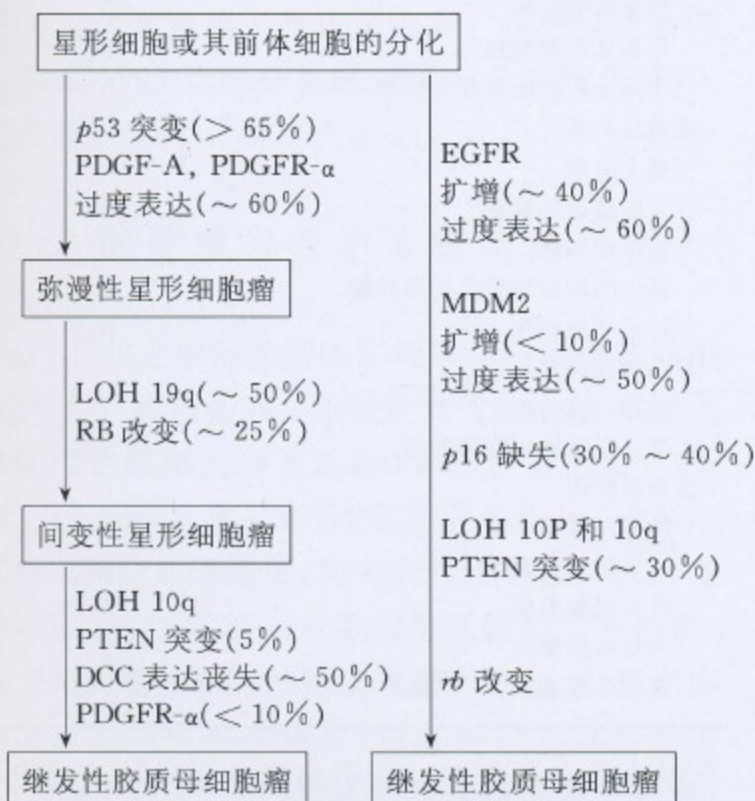 星形细胞或其前体细胞的分化
p53 突变(> 65%)
PDGF-A, PDGFR-α
过度表达(~ 60%)
弥漫性星形细胞瘤
LOH 19q(~ 50%)
RB 改变(~ 25%)
间变性星形细胞瘤
LOH 10q
PTEN 突变(5%)
DCC 表达丧失(~ 50%)
PDGFR-α(< 10%)
继发性胶质母细胞瘤
EGFR
扩增(~ 40%)
过度表达(~ 60%)
MDM2
扩增(< 10%)
过度表达(~ 50%)
p16 缺失(30% ~ 40%)
LOH 10P 和 10q
PTEN 突变(~ 30%)
rb 改变
继发性胶质母细胞瘤